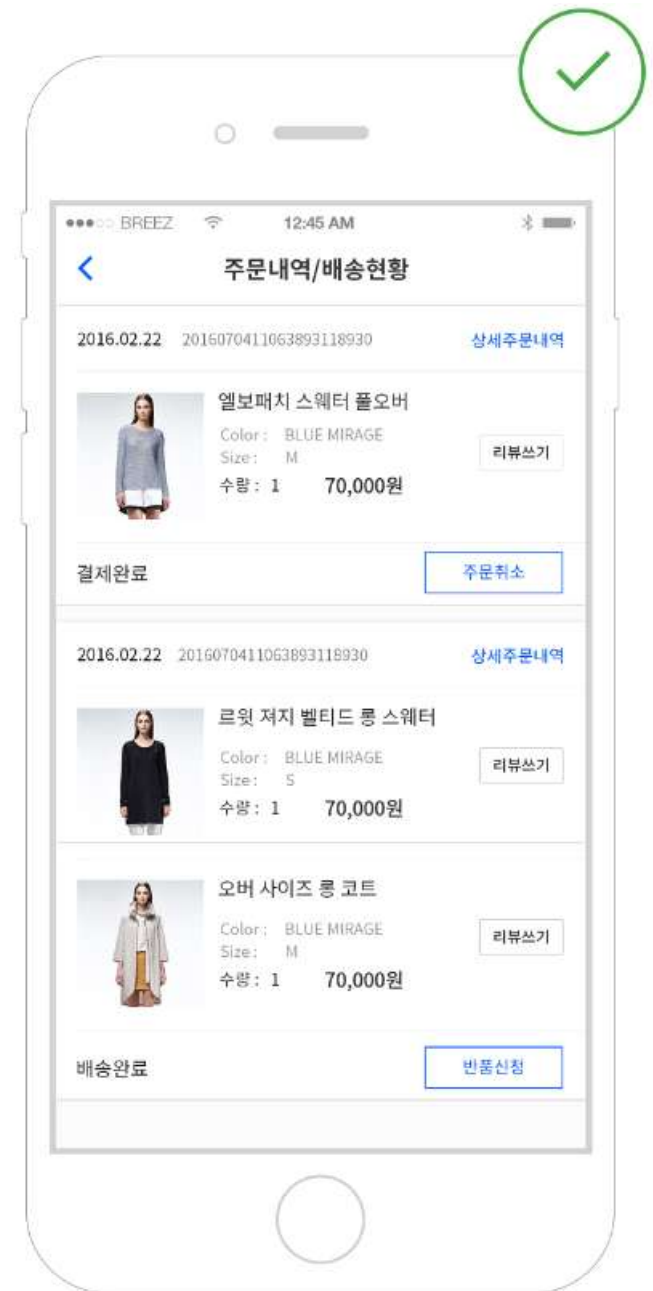 BREEZ 12:45 AM
주문내역/배송현황
2016.02.22 2016070411063893118930 상세주문내역
엘보패치 스웨터 풀오버
Color : BLUE MIRAGE
Size : M
리뷰쓰기
수량 : 1 70,000원
결제완료 주문취소
2016.02.22 2016070411063893118930 상세주문내역
르윗 져지 벨티드 롱 스웨터
Color : BLUE MIRAGE
Size : S
리뷰쓰기
수량 : 1 70,000원
오버 사이즈 롱 코트
Color : BLUE MIRAGE
Size : M
리뷰쓰기
수량 : 1 70,000원
배송완료 반품신청